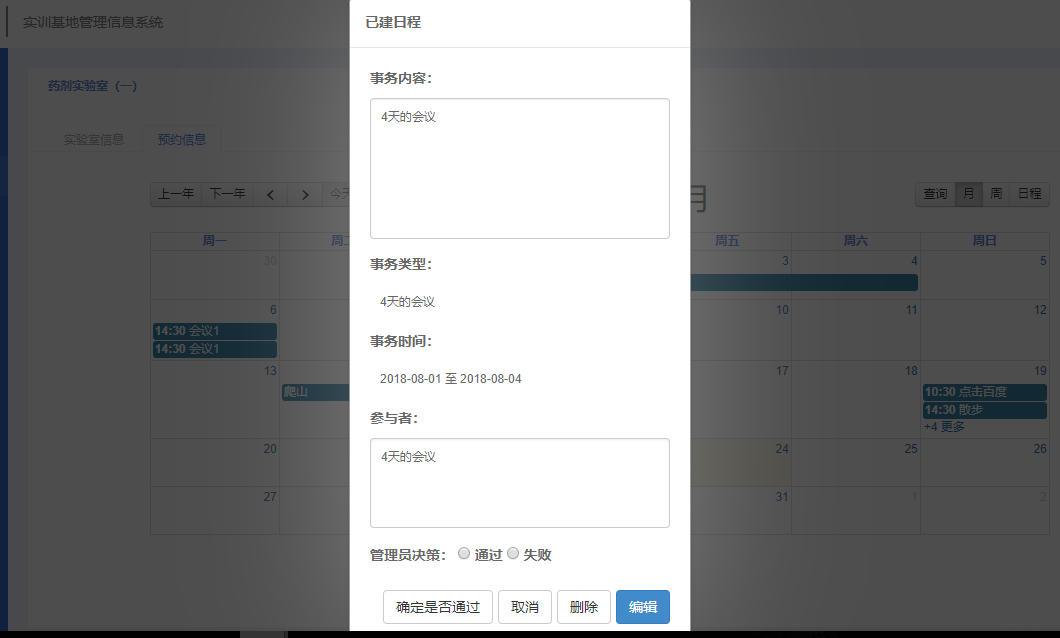 实训基地管理信息系统
已建日程
药剂实验室（一）
实验室信息
预约信息
上一年
下一年
<
>
今天
月
查询
月
周
日程
周一
周五
周六
周日
30
3
4
5
6
10
11
12
14:30 会议1
14:30 会议1
13
17
18
19
爬山
10:30 点击百度
14:30 散步
+4 更多
20
24
25
26
27
31
1
2
事务内容：
4天的会议
事务类型：
4天的会议
事务时间：
2018-08-01 至 2018-08-04
参与者：
4天的会议
管理员决策： 通过 失败
确定是否通过
取消
删除
编辑